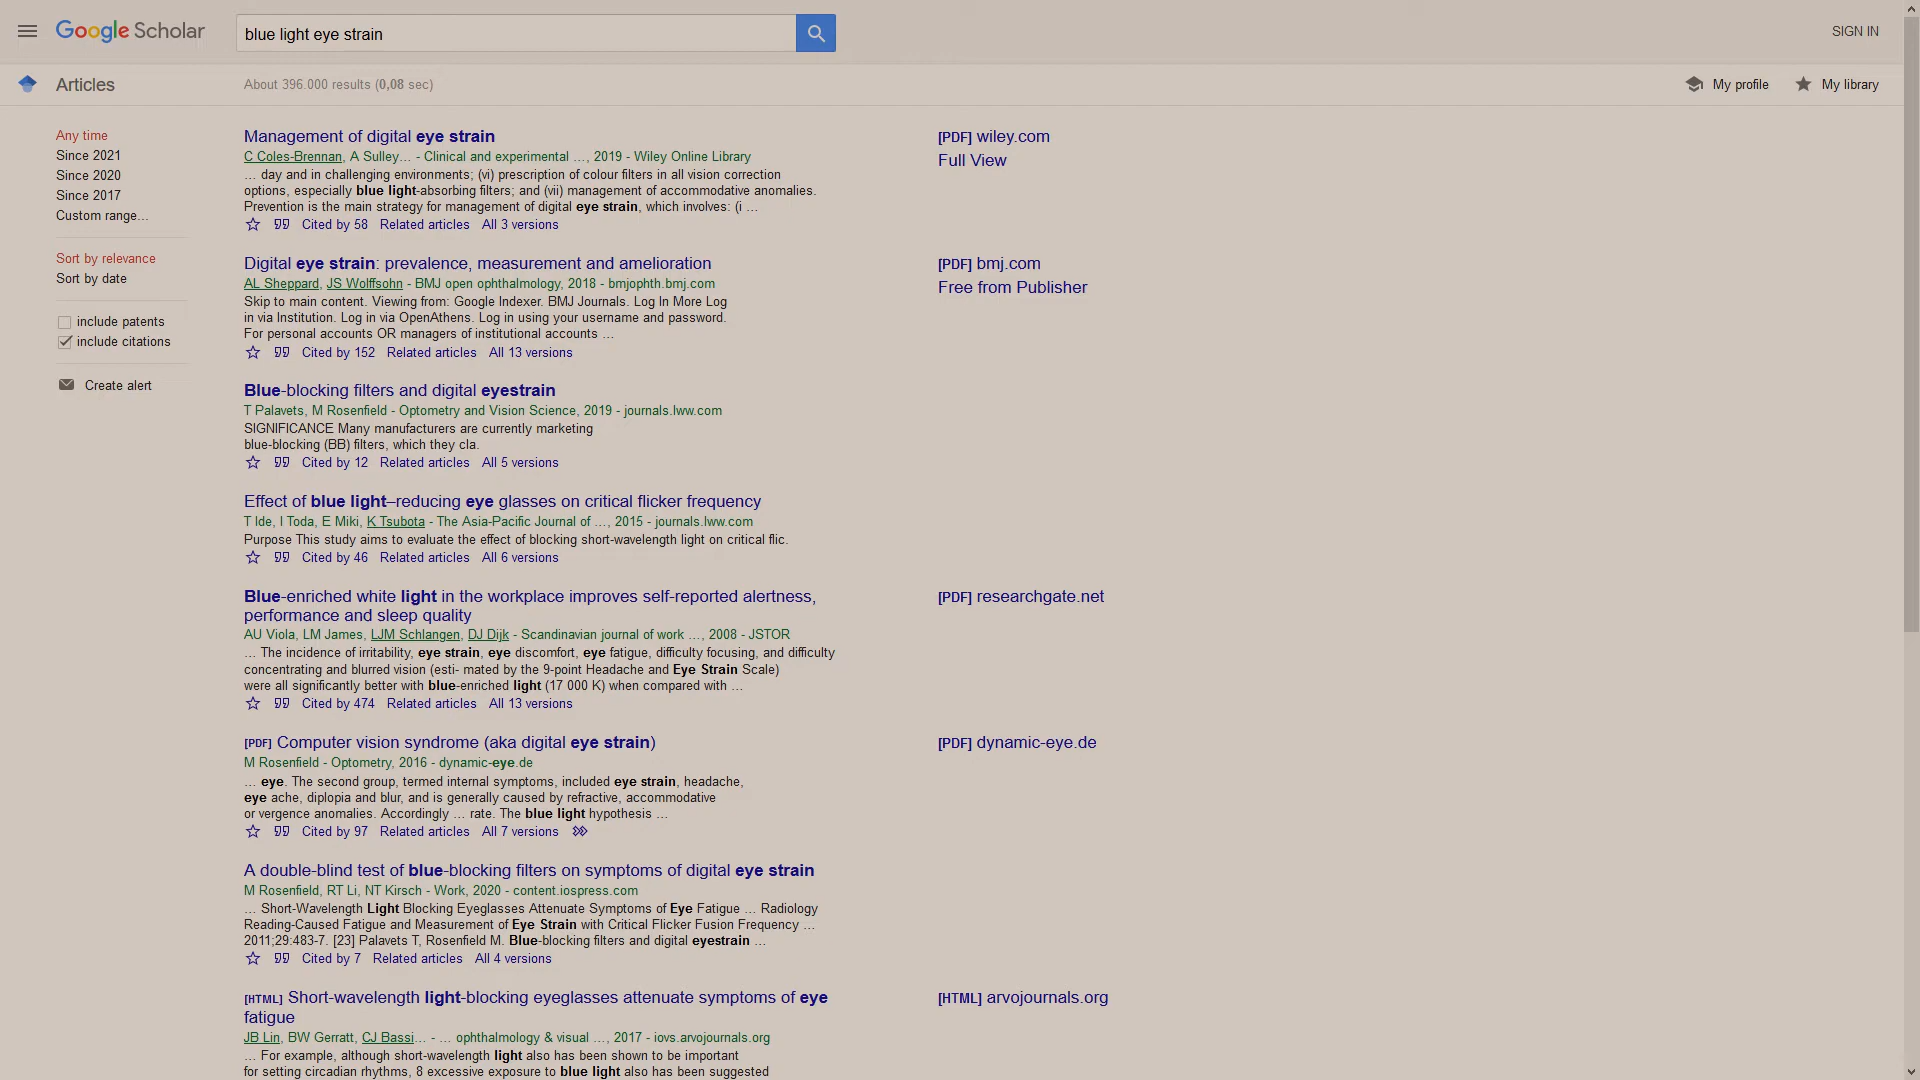 Google Scholar
blue light eye strain
SIGN IN
Articles
About 396.000 results (0,08 sec)
My profile
My library
Any time
Since 2021
Since 2020
Since 2017
Custom range...
Sort by relevance
Sort by date
include patents
include citations
Create alert
Management of digital eye strain
C Coles-Brennan, A Sulley… - Clinical and experimental …, 2019 - Wiley Online Library
… day and in challenging environments; (vi) prescription of colour filters in all vision correction
options, especially blue light-absorbing filters; and (vii) management of accommodative anomalies.
Prevention is the main strategy for management of digital eye strain, which involves: (i …
Cited by 58 Related articles All 3 versions
[PDF] wiley.com
Full View
Digital eye strain: prevalence, measurement and amelioration
AL Sheppard, JS Wolffsohn - BMJ open ophthalmology, 2018 - bmjophth.bmj.com
Skip to main content. Viewing from: Google Indexer. BMJ Journals. Log In More Log
in via Institution. Log in via OpenAthens. Log in using your username and password.
For personal accounts OR managers of institutional accounts …
Cited by 152 Related articles All 13 versions
[PDF] bmj.com
Free from Publisher
Blue-blocking filters and digital eyestrain
T Palavets, M Rosenfield - Optometry and Vision Science, 2019 - journals.lww.com
SIGNIFICANCE Many manufacturers are currently marketing
blue-blocking (BB) filters, which they cla.
Cited by 12 Related articles All 5 versions
Effect of blue light–reducing eye glasses on critical flicker frequency
T Ide, I Toda, E Miki, K Tsubota - The Asia-Pacific Journal of …, 2015 - journals.lww.com
Purpose This study aims to evaluate the effect of blocking short-wavelength light on critical flic.
Cited by 46 Related articles All 6 versions
Blue-enriched white light in the workplace improves self-reported alertness,
performance and sleep quality
AU Viola, LM James, LJM Schlangen, DJ Dijk - Scandinavian journal of work …, 2008 - JSTOR
… The incidence of irritability, eye strain, eye discomfort, eye fatigue, difficulty focusing, and difficulty
concentrating and blurred vision (esti- mated by the 9-point Headache and Eye Strain Scale)
were all significantly better with blue-enriched light (17 000 K) when compared with …
Cited by 474 Related articles All 13 versions
[PDF] researchgate.net
[PDF] Computer vision syndrome (aka digital eye strain)
M Rosenfield - Optometry, 2016 - dynamic-eye.de
… eye. The second group, termed internal symptoms, included eye strain, headache,
eye ache, diplopia and blur, and is generally caused by refractive, accommodative
or vergence anomalies. Accordingly … rate. The blue light hypothesis …
Cited by 97 Related articles All 7 versions
[PDF] dynamic-eye.de
A double-blind test of blue-blocking filters on symptoms of digital eye strain
M Rosenfield, RT Li, NT Kirsch - Work, 2020 - content.iospress.com
… Short-Wavelength Light Blocking Eyeglasses Attenuate Symptoms of Eye Fatigue … Radiology
Reading-Caused Fatigue and Measurement of Eye Strain with Critical Flicker Fusion Frequency …
2011;29:483-7. [23] Palavets T, Rosenfield M. Blue-blocking filters and digital eyestrain …
Cited by 7 Related articles All 4 versions
[HTML] Short-wavelength light-blocking eyeglasses attenuate symptoms of eye
fatigue
JB Lin, BW Gerratt, CJ Bassi… - … ophthalmology & visual …, 2017 - iovs.arvojournals.org
… For example, although short-wavelength light also has been shown to be important
for setting circadian rhythms, 8 excessive exposure to blue light also has been suggested
[HTML] arvojournals.org